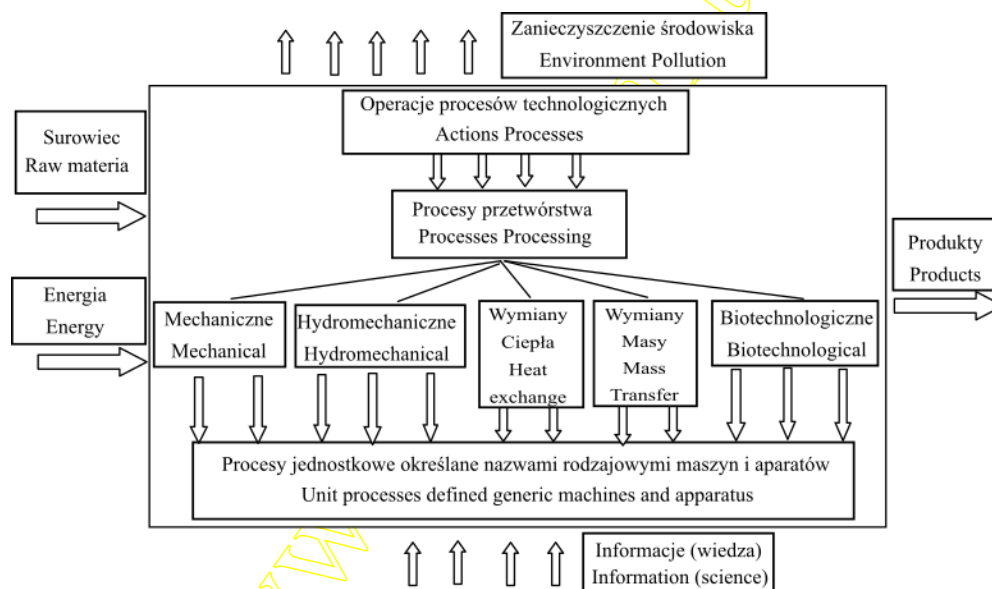 Zanieczyszczenie środowiska
Environment Pollution
Operacje procesów technologicznych
Actions Processes
Surowiec
Raw materia
Procesy przetwórstwa
Processes Processing
Produkty
Products
Energia
Energy
Mechaniczne
Mechanical
Hydromechaniczne
Hydromechanical
Wymiany
Ciepła
Heat
exchange
Wymiany
Masy
Mass
Transfer
Biotechnologiczne
Biotechnological
Procesy jednostkowe określane nazwami rodzajowymi maszyn i aparatów
Unit processes defined generic machines and apparatus
Informacje (wiedza)
Information (science)